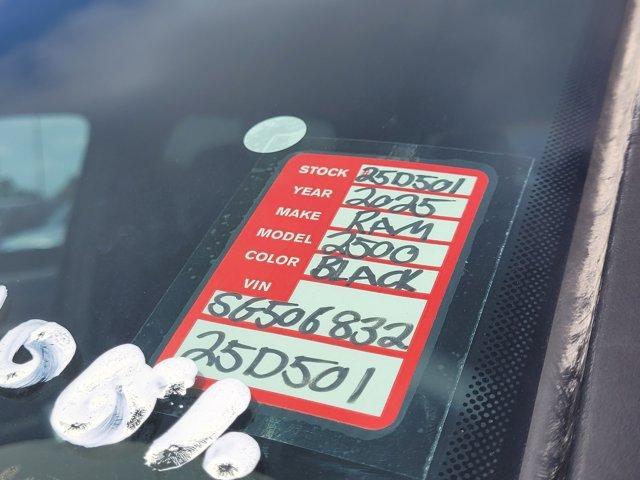 STOCK 25D501
YEAR 2025
MAKE RAM
MODEL 2500
COLOR BLACK
VIN
SG506832
25D501